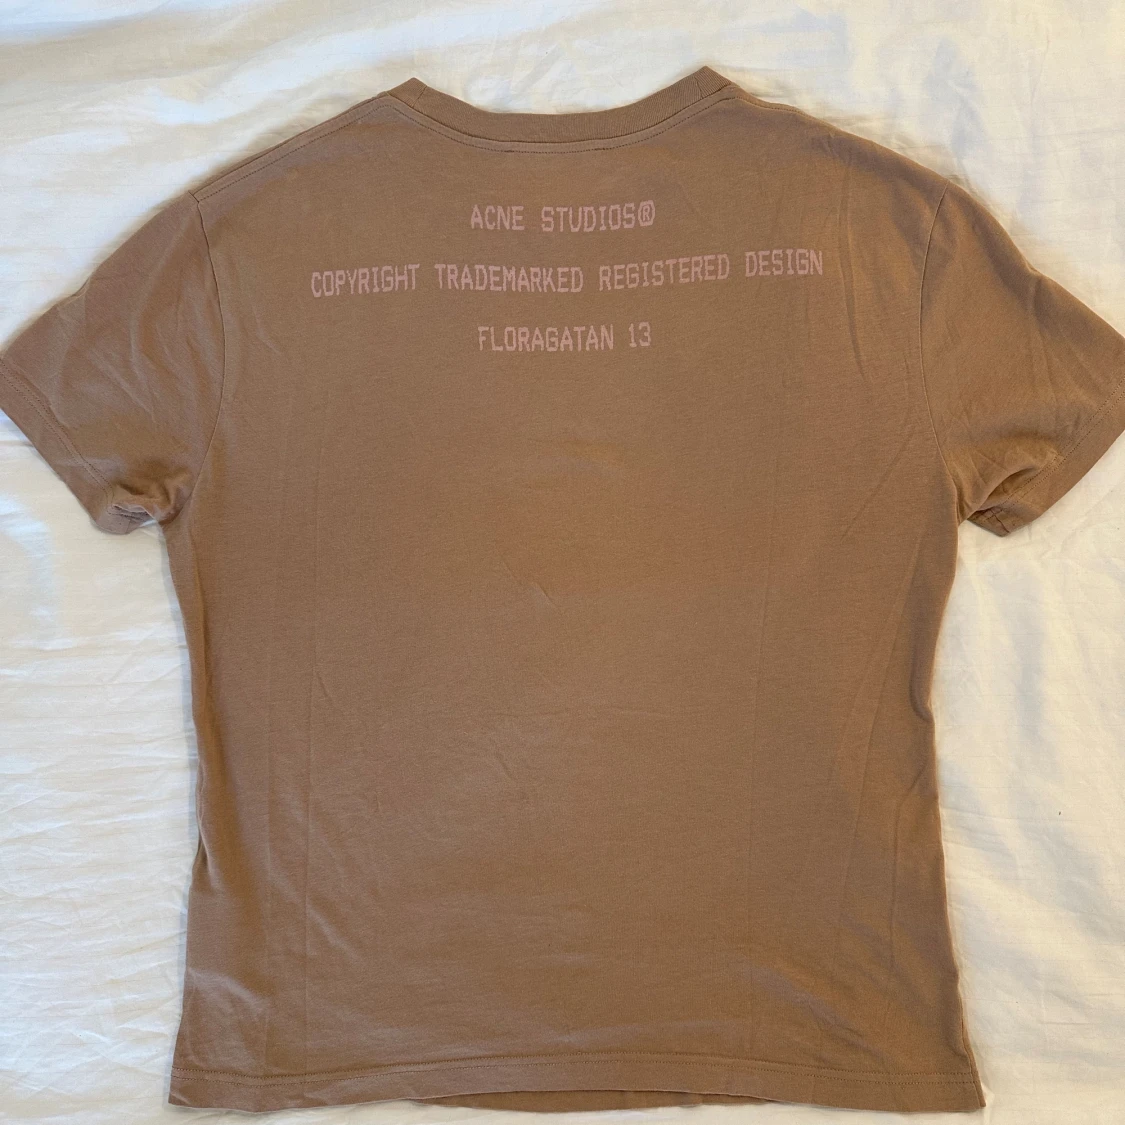 ACNE STUDIOS®
COPYRIGHT TRADEMARKED REGISTERED DESIGN
FLORAGATAN 13